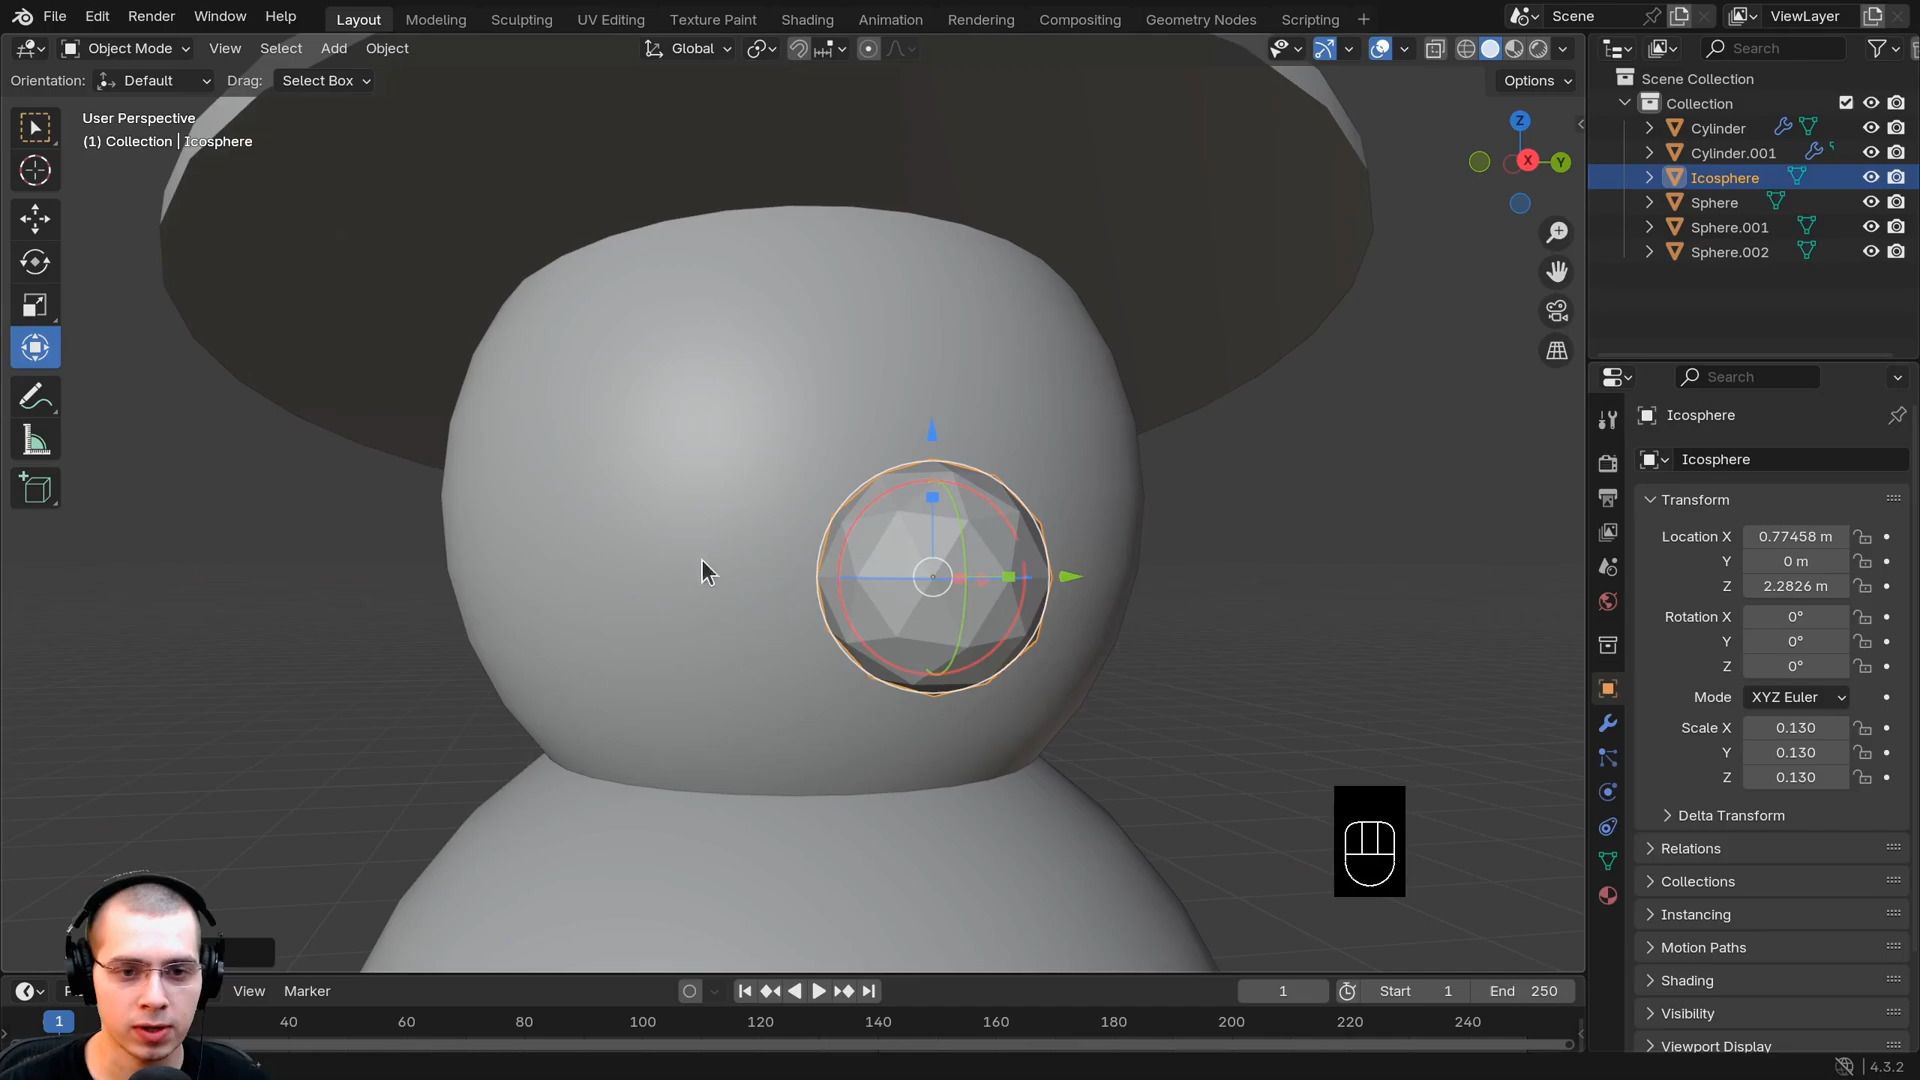 File Edit Render Window Help Layout Modeling Sculpting UV Editing Texture Paint Shading Animation Rendering Compositing Geometry Nodes Scripting Scene ViewLayer
Object Mode View Select Add Object Global Search
Orientation: Default Drag: Select Box Options
Scene Collection
Collection
Cylinder
Cylinder.001
Icosphere
Sphere
Sphere.001
Sphere.002
User Perspective
(1) Collection | Icosphere
Z
X
Y
Search
Icosphere
Icosphere
Transform
Location X 0.77458 m
Y 0 m
Z 2.2826 m
Rotation X 0°
Y 0°
Z 0°
Mode XYZ Euler
Scale X 0.130
Y 0.130
Z 0.130
Delta Transform
Relations
Collections
Instancing
Motion Paths
Shading
Visibility
Viewport Display
View Marker 1 Start 1 End 250
1 40 60 80 100 120 140 160 180 200 220 240
4.3.2